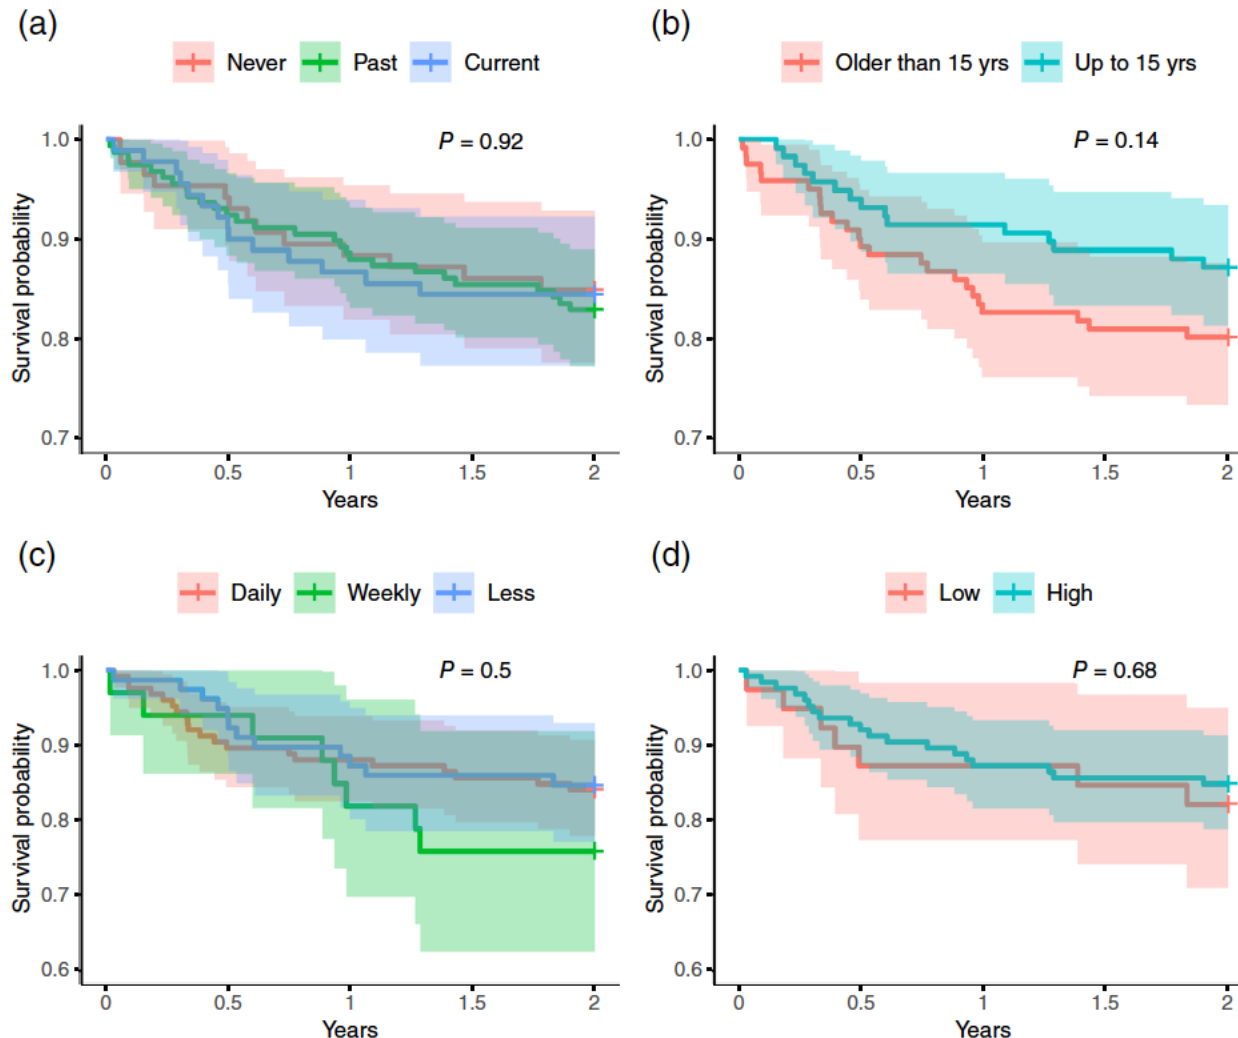 (a)
Never Past Current
P = 0.92
Survival probability
1.0
0.9
0.8
0.7
0 0.5 1 1.5 2
Years
(b)
Older than 15 yrs Up to 15 yrs
P = 0.14
Survival probability
1.0
0.9
0.8
0.7
0 0.5 1 1.5 2
Years
(c)
Daily Weekly Less
P = 0.5
Survival probability
1.0
0.9
0.8
0.7
0.6
0 0.5 1 1.5 2
Years
(d)
Low High
P = 0.68
Survival probability
1.0
0.9
0.8
0.7
0.6
0 0.5 1 1.5 2
Years